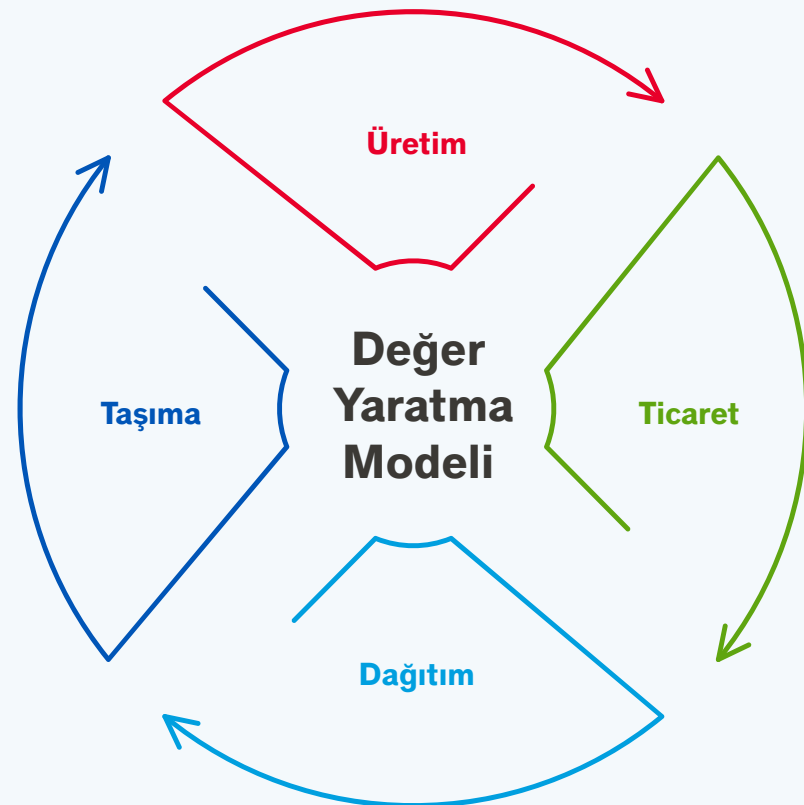 Üretim
Değer
Yaratma
Modeli
Taşıma
Ticaret
Dağıtım